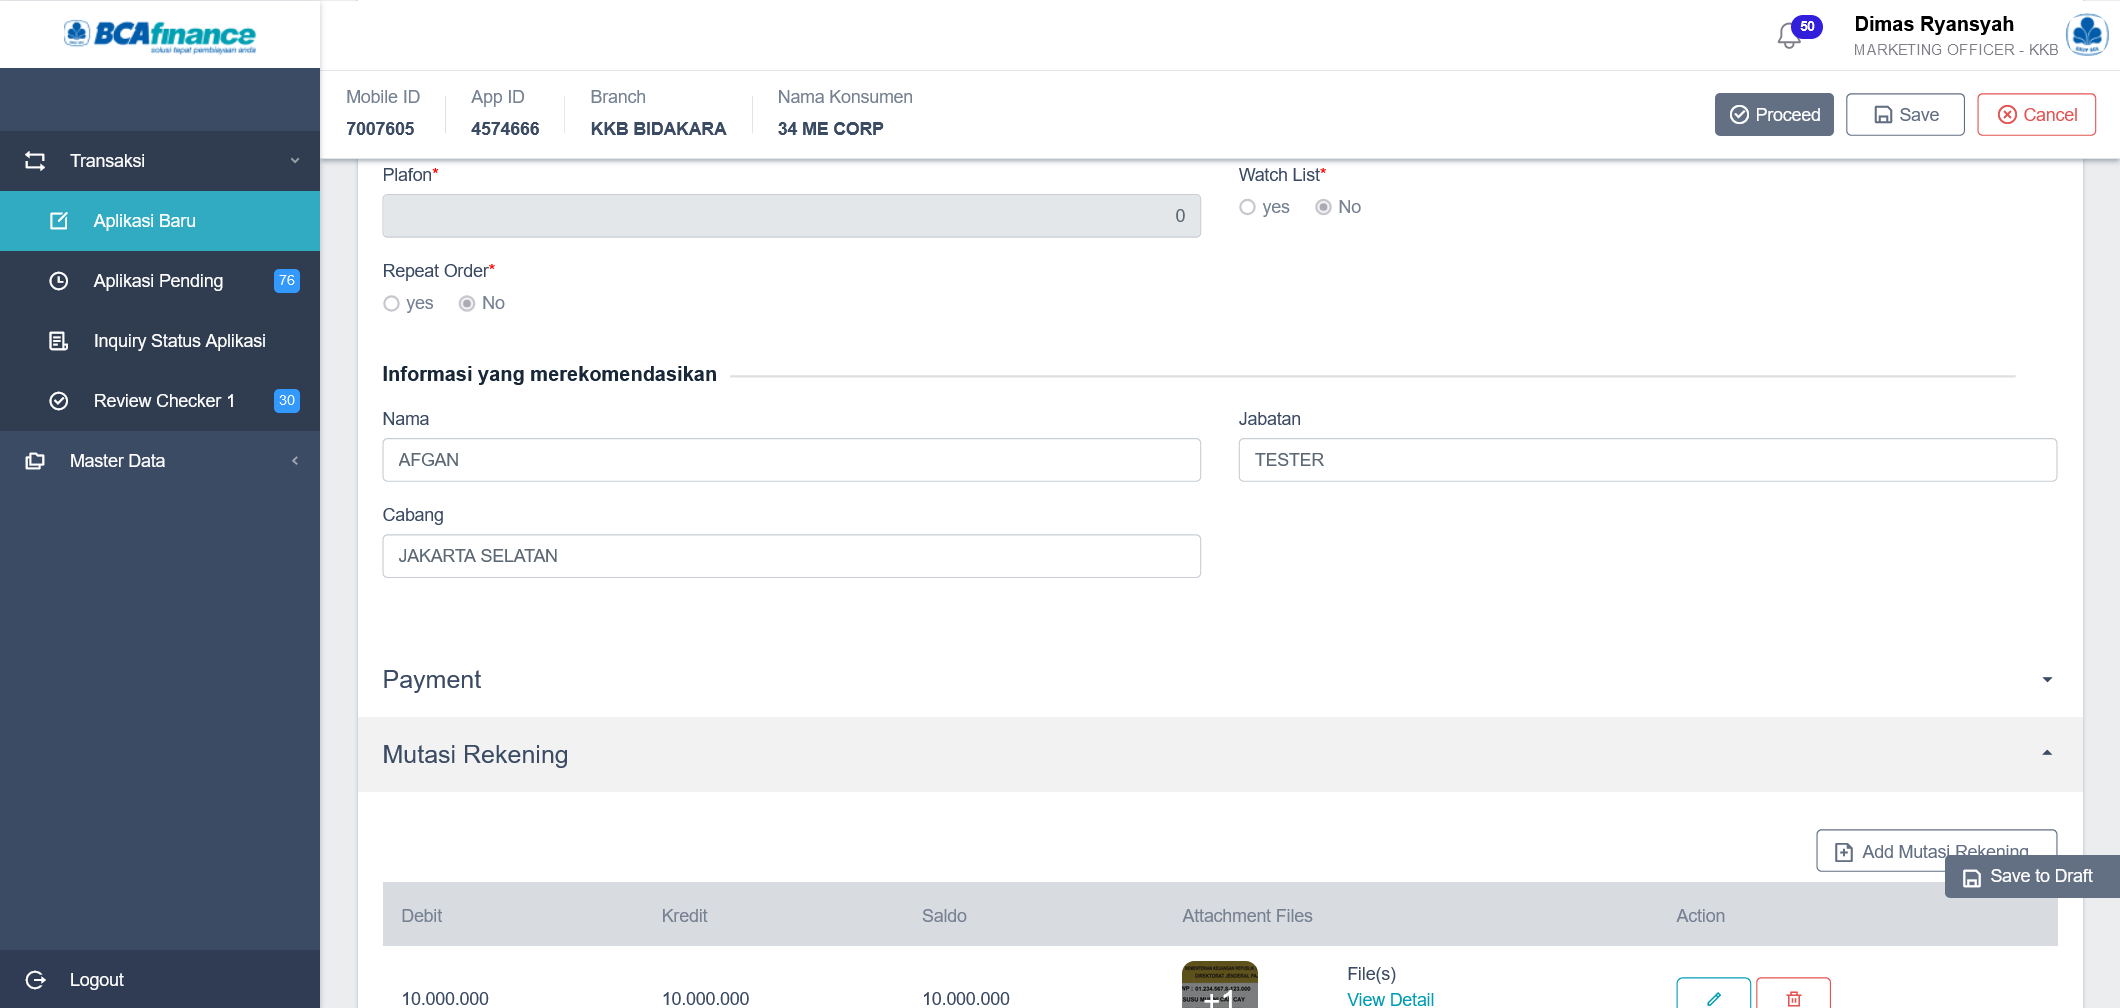 BCAfinance
solusi tepat pembiayaan anda
50
Dimas Ryansyah
MARKETING OFFICER - KKB
Mobile ID
7007605
App ID
4574666
Branch
KKB BIDAKARA
Nama Konsumen
34 ME CORP
Proceed
Save
Cancel
Transaksi
Aplikasi Baru
Aplikasi Pending 76
Inquiry Status Aplikasi
Review Checker 1 30
Master Data
Logout
Plafon*
0
Watch List*
yes No
Repeat Order*
yes No
Informasi yang merekomendasikan
Nama
AFGAN
Jabatan
TESTER
Cabang
JAKARTA SELATAN
Payment
Mutasi Rekening
Add Mutasi Rekening
Save to Draft
Debit Kredit Saldo Attachment Files Action
10.000.000 10.000.000 10.000.000
+1
File(s)
View Detail